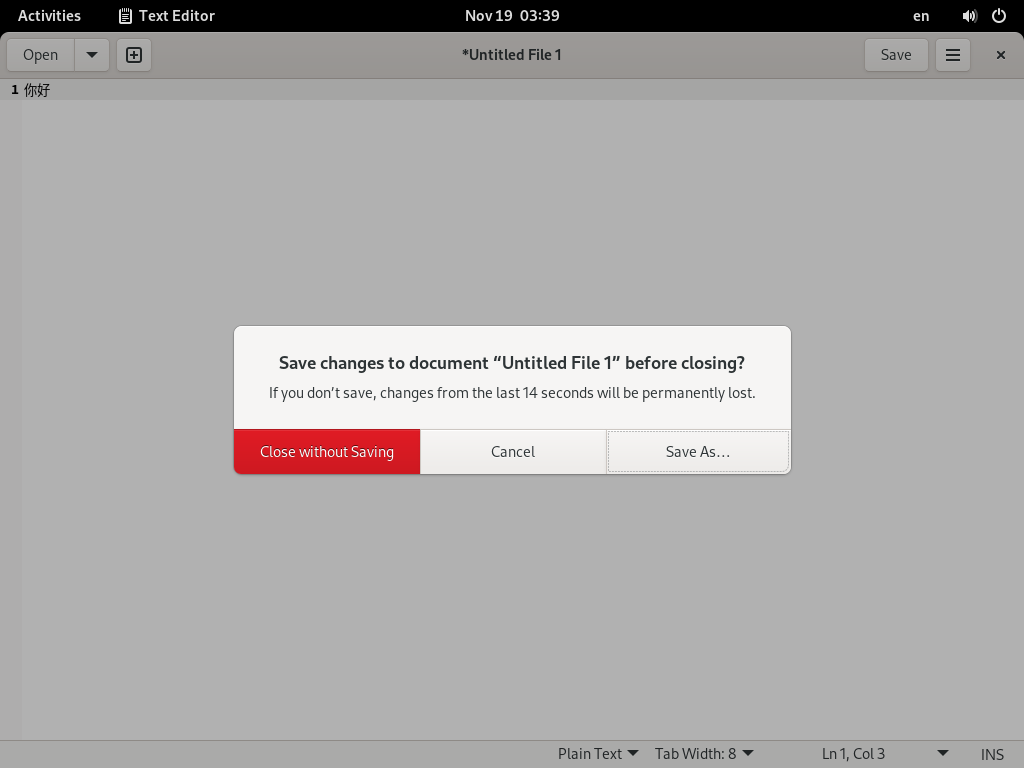 Activities Text Editor Nov 19 03:39 en
Open *Untitled File 1 Save
1 你好
Save changes to document “Untitled File 1” before closing?
If you don’t save, changes from the last 14 seconds will be permanently lost.
Close without Saving Cancel Save As…
Plain Text Tab Width: 8 Ln 1, Col 3 INS